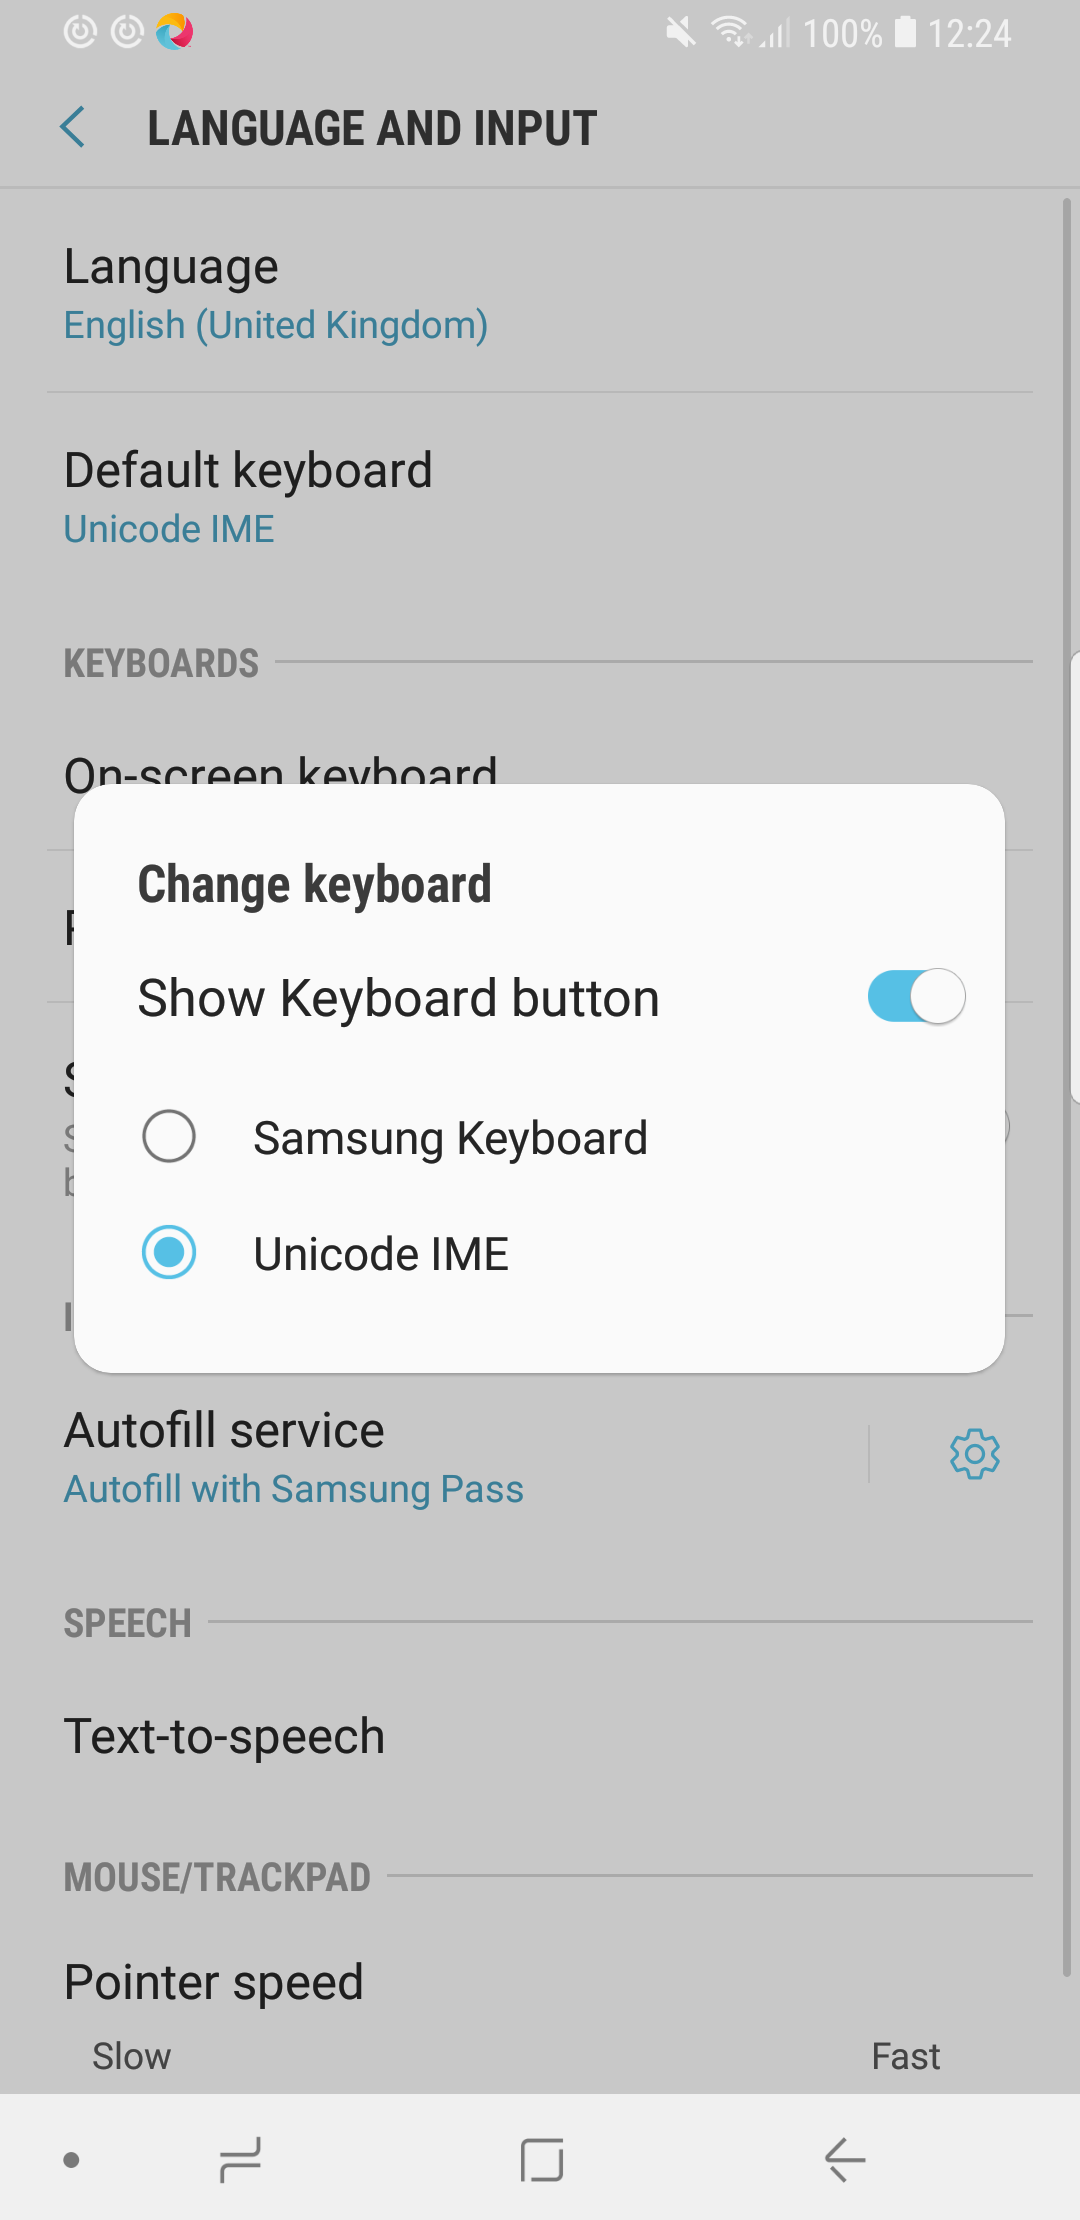 100% 12:24
LANGUAGE AND INPUT
Language
English (United Kingdom)
Default keyboard
Unicode IME
KEYBOARDS
On-screen keyboard
Change keyboard
Show Keyboard button
Samsung Keyboard
Unicode IME
Autofill service
Autofill with Samsung Pass
SPEECH
Text-to-speech
MOUSE/TRACKPAD
Pointer speed
Slow Fast